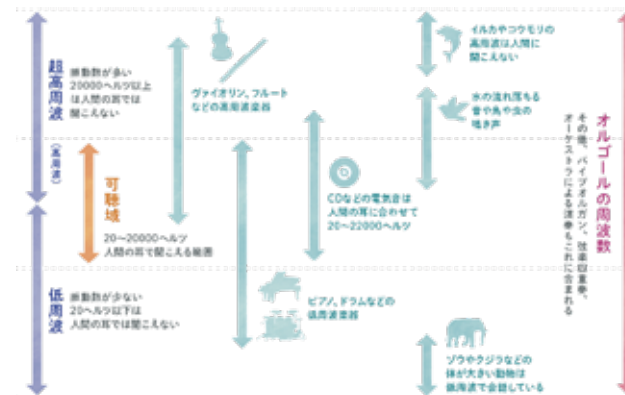 超高周波
(高周波)
振動数が多い
20000ヘルツ以上
は人間の耳では
聞こえない
可聴域
20〜20000ヘルツ
人間の耳で聞こえる範囲
低周波
振動数が少ない
20ヘルツ以下は
人間の耳では聞こえない
ヴァイオリン、フルート
などの高周波楽器
CDなどの電気音は
人間の耳に合わせて
20〜22000ヘルツ
ピアノ、ドラムなどの
低周波楽器
イルカやコウモリの
高周波は人間に
聞こえない
水の流れ落ちる
音や鳥や虫の
鳴き声
ゾウやクジラなどの
体が大きい動物は
低周波で会話している
オルゴールの周波数
その他、パイプオルガン、弦楽四重奏、
オーケストラによる演奏もこれに含まれる